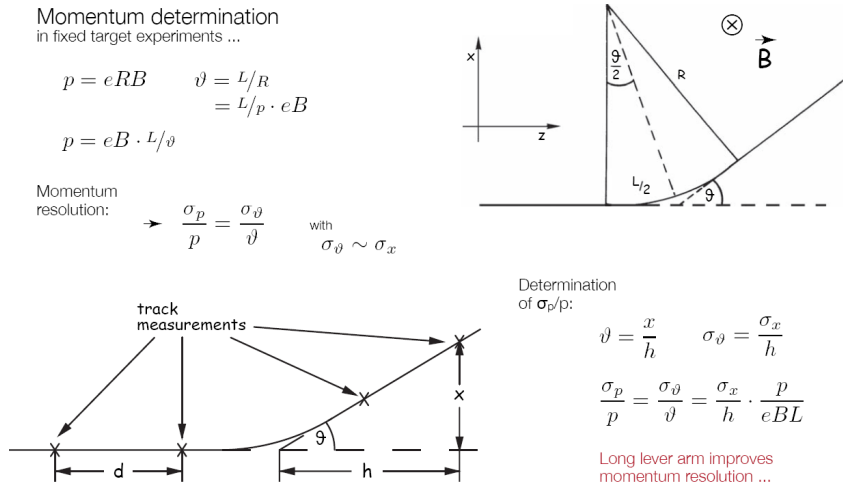 Momentum determination
in fixed target experiments ...
p = eRB   ϑ = L/R
= L/p · eB
p = eB · L/ϑ
Momentum
resolution:
→ σp/p = σϑ/ϑ   with
σϑ ∼ σx
x
z
ϑ/2
R
B
L/2
ϑ
track
measurements
x
ϑ
d
h
Determination
of σp/p:
ϑ = x/h   σϑ = σx/h
σp/p = σϑ/ϑ = σx/h · p/eBL
Long lever arm improves
momentum resolution ...